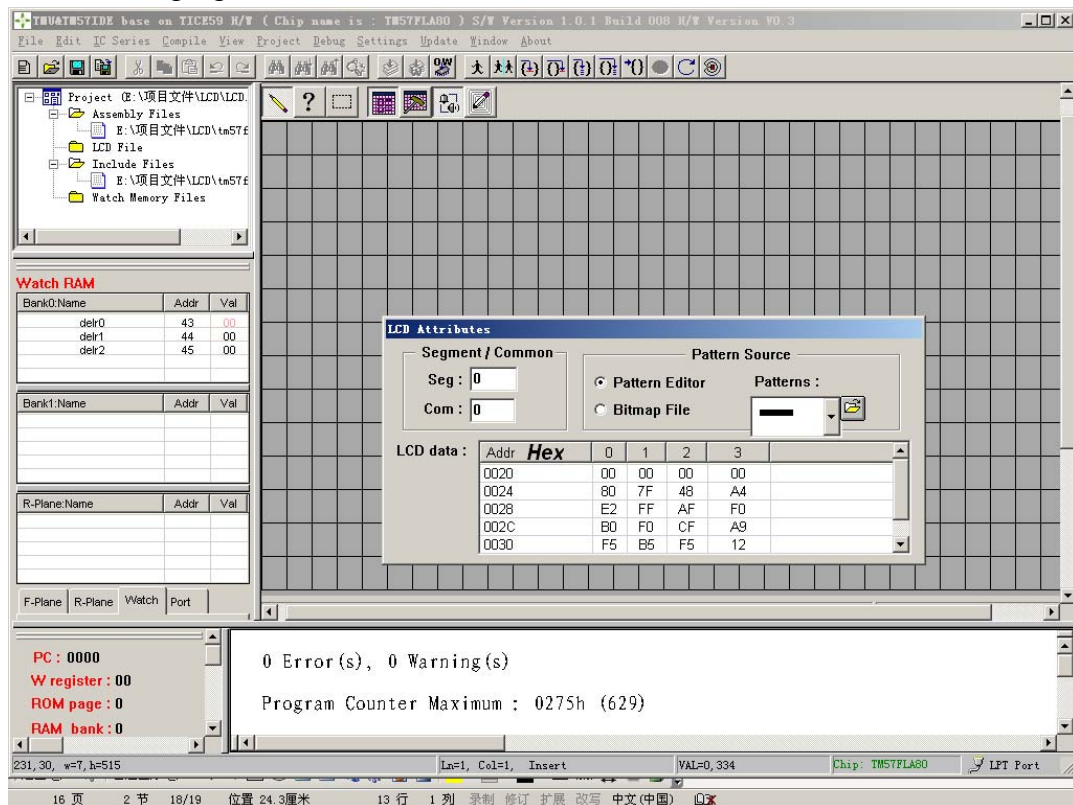 TMU&TM57IDE base on TICE59 H/W ( Chip name is : TM57FLA80 ) S/W Version 1.0.1 Build 008 H/W Version V0.3
File Edit IC Series Compile View Project Debug Settings Update Window About
Project (E:\项目文件\LCD\LCD.
Assembly Files
E:\项目文件\LCD\tm57f
LCD File
Include Files
E:\项目文件\LCD\tm57f
Watch Memory Files
Watch RAM
Bank0:Name Addr Val
delr0 43 00
delr1 44 00
delr2 45 00
Bank1:Name Addr Val
R-Plane:Name Addr Val
F-Plane R-Plane Watch Port
LCD Attributes
Segment / Common
Seg : 0
Com : 0
Pattern Source
Pattern Editor Patterns :
Bitmap File
LCD data : Addr Hex 0 1 2 3
0020 00 00 00 00
0024 80 7F 48 A4
0028 E2 FF AF F0
002C B0 F0 CF A9
0030 F5 B5 F5 12
PC : 0000
W register : 00
ROM page : 0
RAM bank : 0
0 Error(s), 0 Warning(s)
Program Counter Maximum : 0275h (629)
231,30, w=7,h=515 Ln=1, Col=1, Insert VAL=0,334 Chip: TM57FLA80 LPT Port
16 页 2 节 18/19 位置 24.3厘米 13 行 1 列 录制 修订 扩展 改写 中文(中国)